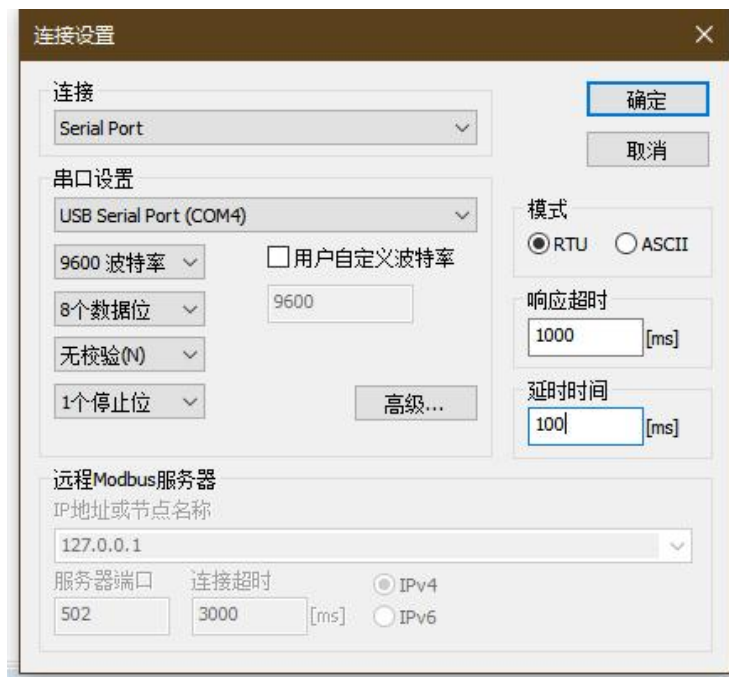 连接设置
连接
Serial Port
确定
取消
串口设置
USB Serial Port (COM4)
9600 波特率
用户自定义波特率
8个数据位
9600
无校验(N)
1个停止位
高级...
模式
RTU
ASCII
响应超时
1000 [ms]
延时时间
100 [ms]
远程Modbus服务器
IP地址或节点名称
127.0.0.1
服务器端口
连接超时
502
3000 [ms]
IPv4
IPv6